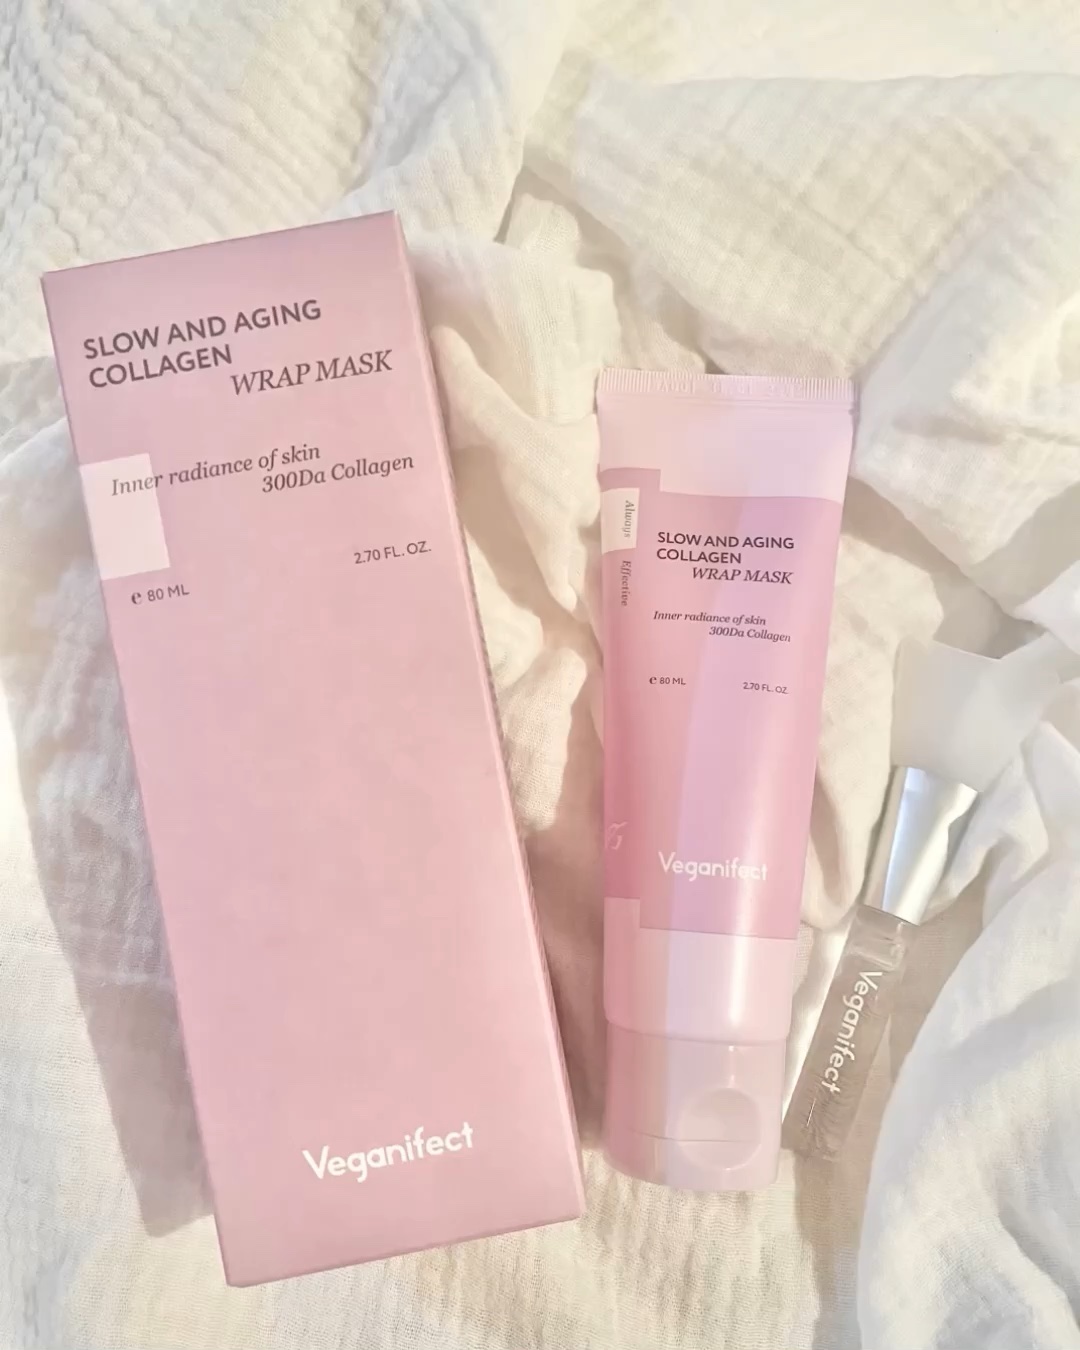 SLOW AND AGING
COLLAGEN
WRAP MASK
Inner radiance of skin
300Da Collagen
2.70 FL. OZ.
e 80 ML
Veganifect
Always
Effective
SLOW AND AGING
COLLAGEN
WRAP MASK
Inner radiance of skin
300Da Collagen
e 80 ML
2.70 FL. OZ.
Veganifect
Veganifect